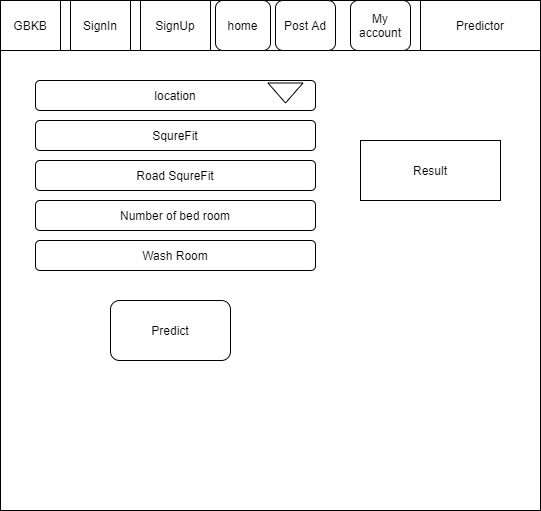 GBKB
SignIn
SignUp
home
Post Ad
My
account
Predictor
location
SqureFit
Road SqureFit
Number of bed room
Wash Room
Result
Predict